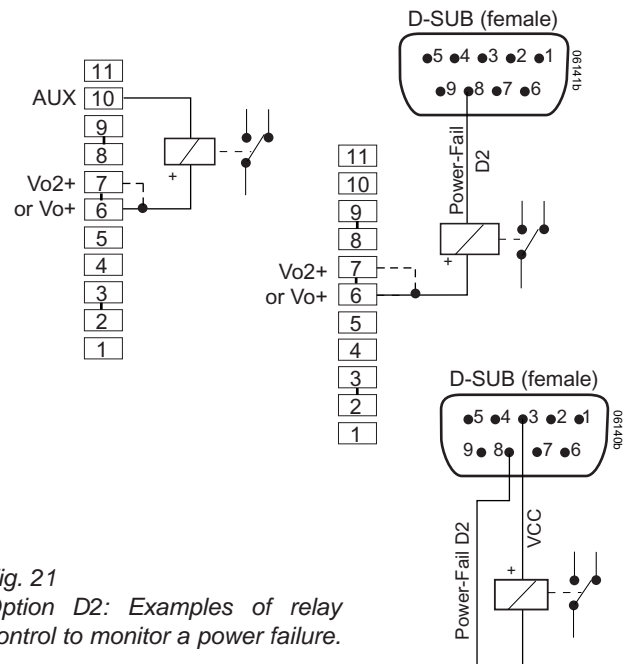 D-SUB (female)
5 4 3 2 1
9 8 7 6
06141b
11
AUX 10
9
8
Vo2+ 7
or Vo+ 6
5
4
3
2
1
+
Power-Fail
D2
11
10
9
8
Vo2+ 7
or Vo+ 6
5
4
3
2
1
+
D-SUB (female)
5 4 3 2 1
9 8 7 6
06140b
Power-Fail D2
VCC
+
ig. 21
ption D2: Examples of relay
ontrol to monitor a power failure.